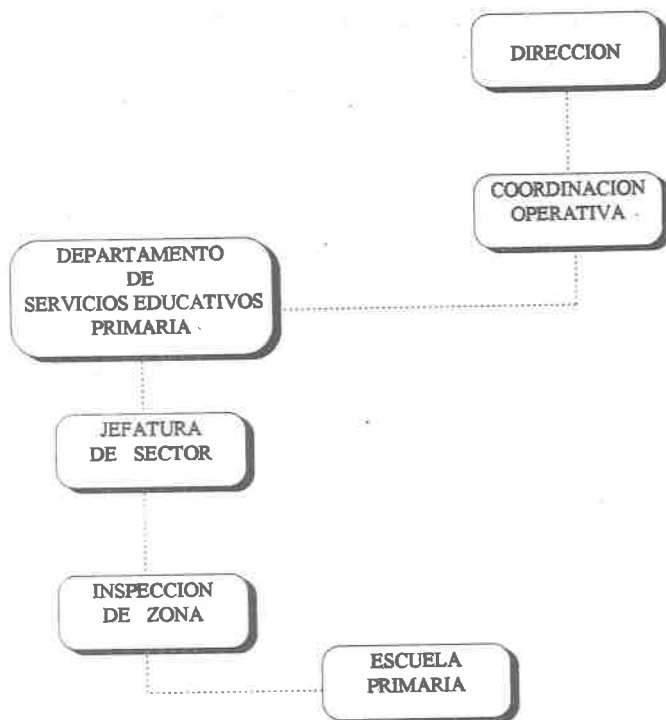 DIRECCION
COORDINACION
OPERATIVA
DEPARTAMENTO
DE
SERVICIOS EDUCATIVOS
PRIMARIA
JEFATURA
DE SECTOR
INSPECCION
DE ZONA
ESCUELA
PRIMARIA